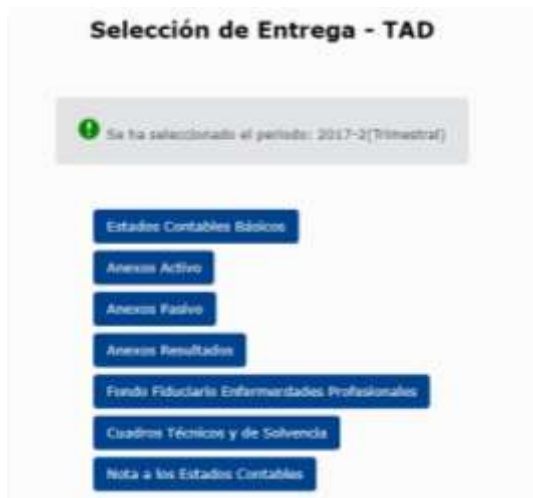 Selección de Entrega - TAD
Se ha seleccionado el periodo: 2017-2(Trimestral)
Estados Contables Básicos
Anexos Activo
Anexos Pasivo
Anexos Resultados
Fondo Fiduciario Enfermerdades Profesionales
Cuadros Técnicos y de Solvencia
Nota a los Estados Contables